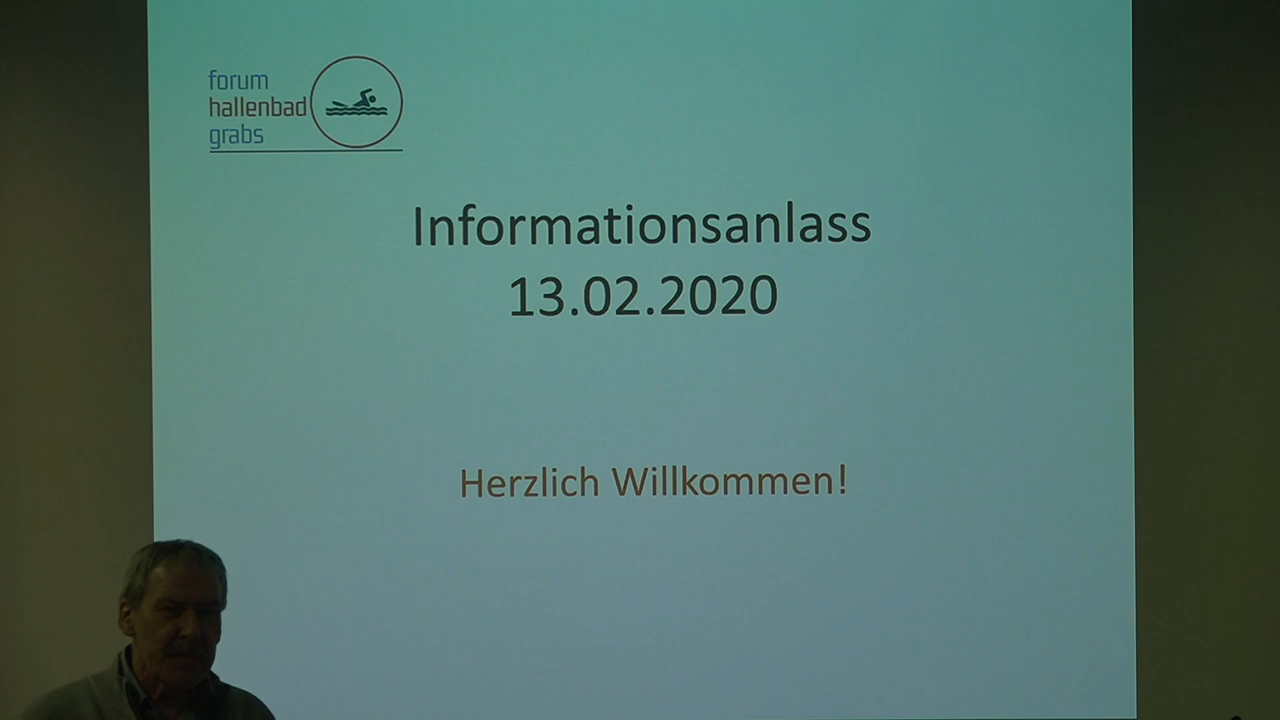 forum
hallenbad
grabs
Informationsanlass
13.02.2020
Herzlich Willkommen!